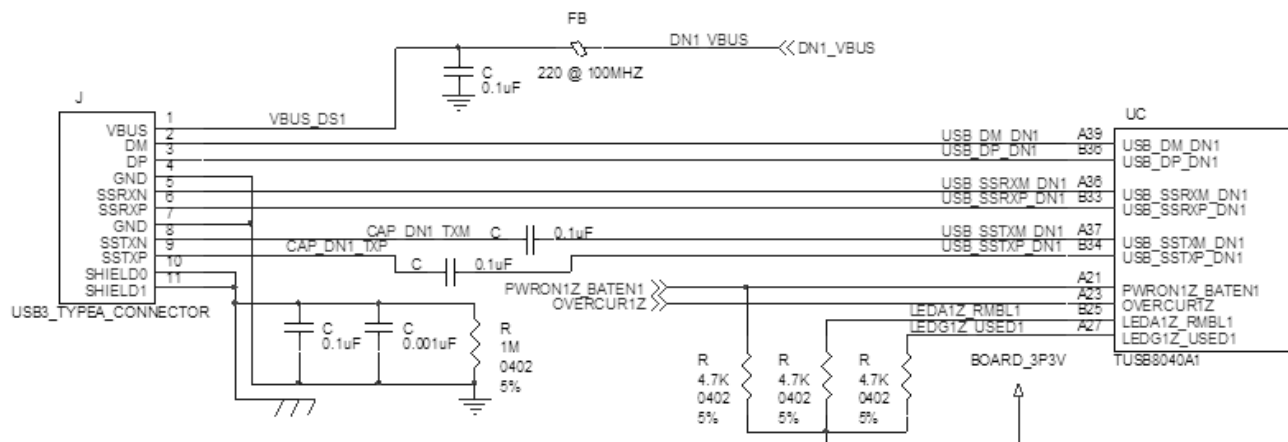 FB
DN1_VBUS
DN1_VBUS
C
0.1uF
220 @ 100MHZ
J
1
VBUS_DS1
UC
VBUS
2
USB_DM_DN1
A39
DM
3
USB_DP_DN1
B36
USB_DM_DN1
DP
4
USB_DP_DN1
GND
5
USB_SSRXM_DN1
A36
SSRXN
6
USB_SSRXP_DN1
B33
USB_SSRXM_DN1
SSRXP
7
USB_SSRXP_DN1
GND
8
CAP_DN1_TXM
C
0.1uF
USB_SSTXM_DN1
A37
SSTXN
9
CAP_DN1_TXP
USB_SSTXP_DN1
B34
USB_SSTXM_DN1
SSTXP
10
C
0.1uF
USB_SSTXP_DN1
SHIELD0
11
A21
SHIELD1
PWRON1Z_BATEN1
A23
PWRON1Z_BATEN1
USB3_TYPEA_CONNECTOR
OVERCUR1Z
LEDA1Z_RMBL1
B25
OVERCUR1Z
LEDG1Z_USED1
A27
LEDA1Z_RMBL1
LEDG1Z_USED1
C
0.1uF
C
0.001uF
R
1M
0402
5%
R
4.7K
0402
5%
R
4.7K
0402
5%
R
4.7K
0402
5%
BOARD_3P3V
TUSB8040A1